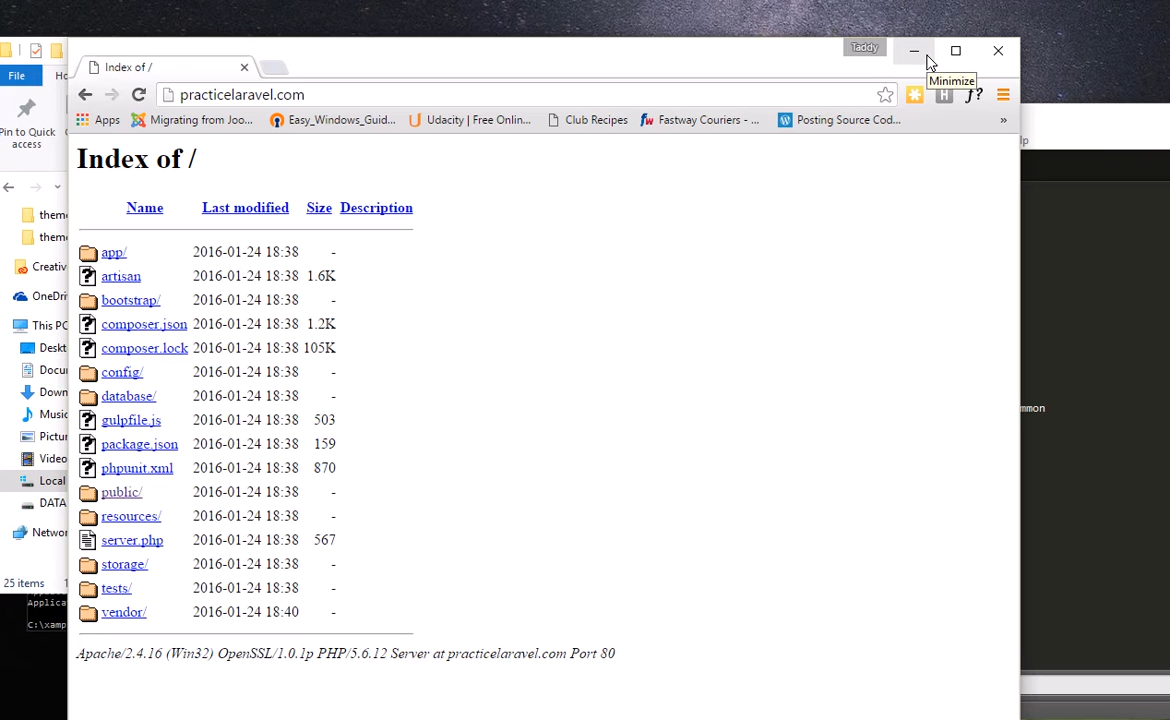 Taddy
Index of /
Minimize
File
practicelaravel.com
H
ƒ?
Apps
Migrating from Joo...
Easy_Windows_Guid...
Udacity | Free Onlin...
Club Recipes
Fastway Couriers - ...
Posting Source Cod...
»
Pin to Quick
access
Index of /
Name Last modified Size Description
app/ 2016-01-24 18:38 -
artisan 2016-01-24 18:38 1.6K
bootstrap/ 2016-01-24 18:38 -
composer.json 2016-01-24 18:38 1.2K
composer.lock 2016-01-24 18:38 105K
config/ 2016-01-24 18:38 -
database/ 2016-01-24 18:38 -
gulpfile.js 2016-01-24 18:38 503
package.json 2016-01-24 18:38 159
phpunit.xml 2016-01-24 18:38 870
public/ 2016-01-24 18:38 -
resources/ 2016-01-24 18:38 -
server.php 2016-01-24 18:38 567
storage/ 2016-01-24 18:38 -
tests/ 2016-01-24 18:38 -
vendor/ 2016-01-24 18:40 -
Apache/2.4.16 (Win32) OpenSSL/1.0.1p PHP/5.6.12 Server at practicelaravel.com Port 80
them
them
Creativ
OneDri
This PC
Deskt
Docu
Down
Music
Pictur
Video
Local
DATA
Netwo
25 items
Applica
C:\xamp
mmon